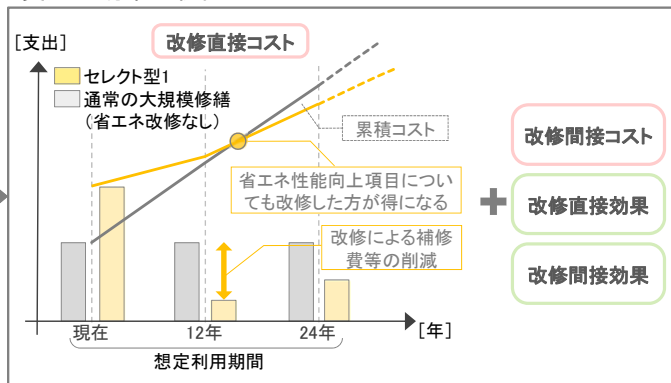 [支出]
改修直接コスト
セレクト型1
通常の大規模修繕
(省エネ改修なし)
累積コスト
改修間接コスト
省エネ性能向上項目につい
ても改修した方が得になる
改修直接効果
改修による補修
費等の削減
改修間接効果
現在
12年
24年
[年]
想定利用期間